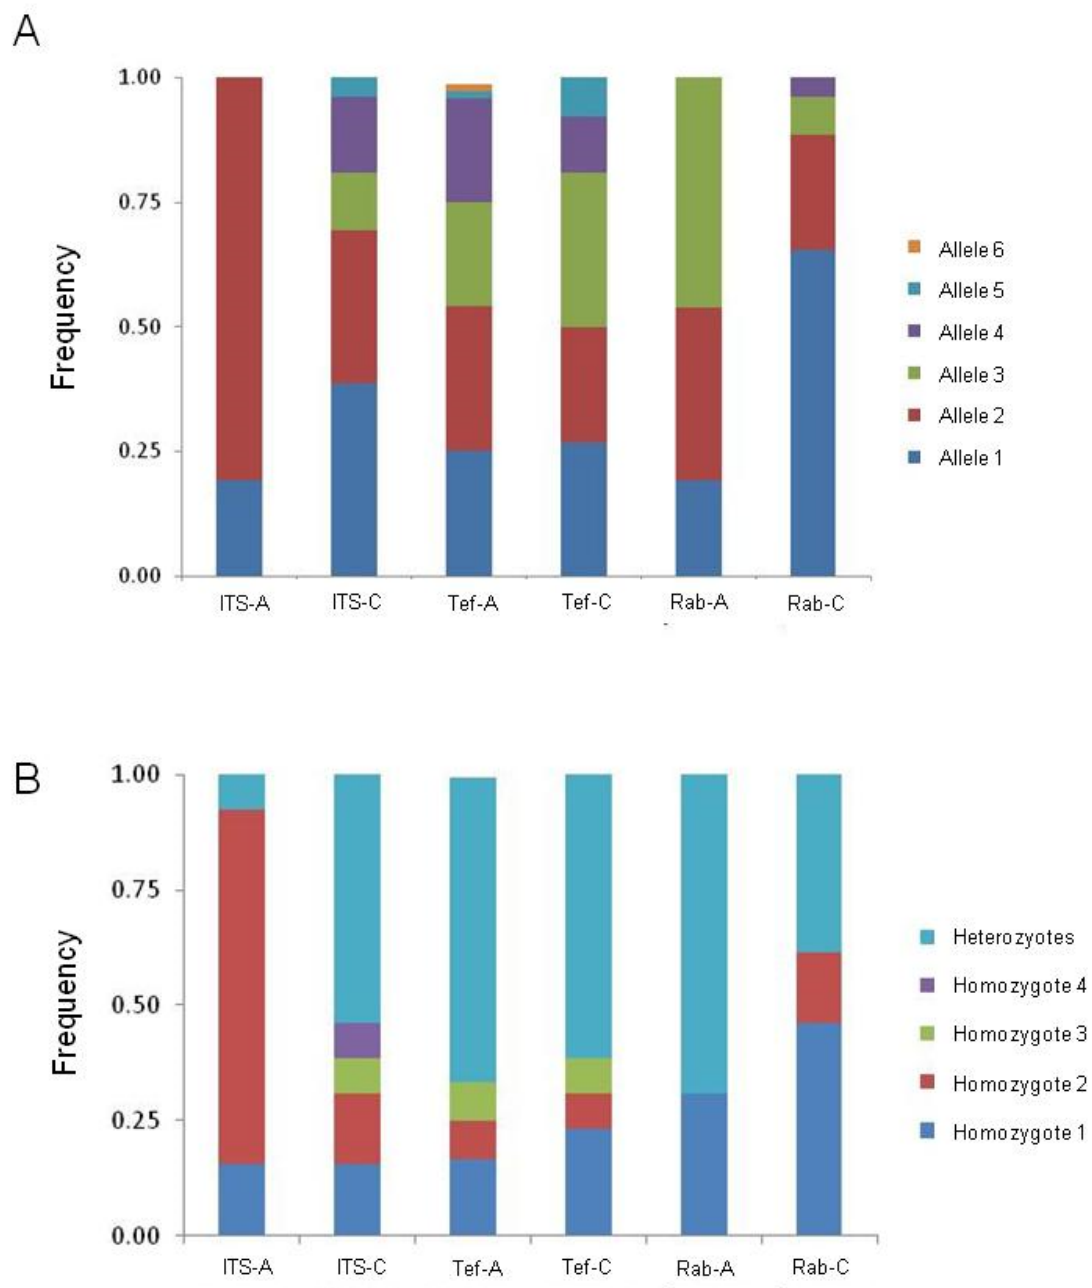 A
1.00
0.75
0.50
0.25
0.00
Frequency
ITS-A ITS-C Tef-A Tef-C Rab-A Rab-C
Allele 6
Allele 5
Allele 4
Allele 3
Allele 2
Allele 1
B
1.00
0.75
0.50
0.25
0.00
Frequency
ITS-A ITS-C Tef-A Tef-C Rab-A Rab-C
Heterozyotes
Homozygote 4
Homozygote 3
Homozygote 2
Homozygote 1